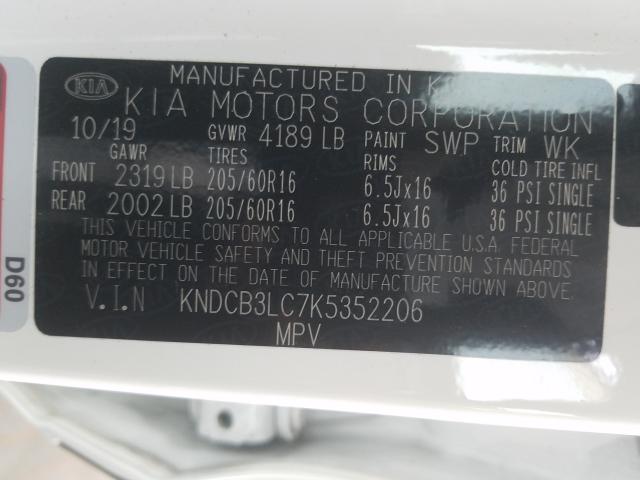 MANUFACTURED IN
KIA KIA MOTORS CORPORATION
10/19 GVWR 4189 LB PAINT SWP TRIM WK
GAWR TIRES RIMS COLD TIRE INFL
FRONT 2319 LB 205/60R16 6.5Jx16 36 PSI SINGLE
REAR 2002 LB 205/60R16 6.5Jx16 36 PSI SINGLE
THIS VEHICLE CONFORMS TO ALL APPLICABLE U.S.A. FEDERAL
MOTOR VEHICLE SAFETY AND THEFT PREVENTION STANDARDS
IN EFFECT ON THE DATE OF MANUFACTURE SHOWN ABOVE.
V.I.N KNDCB3LC7K5352206
MPV
D60